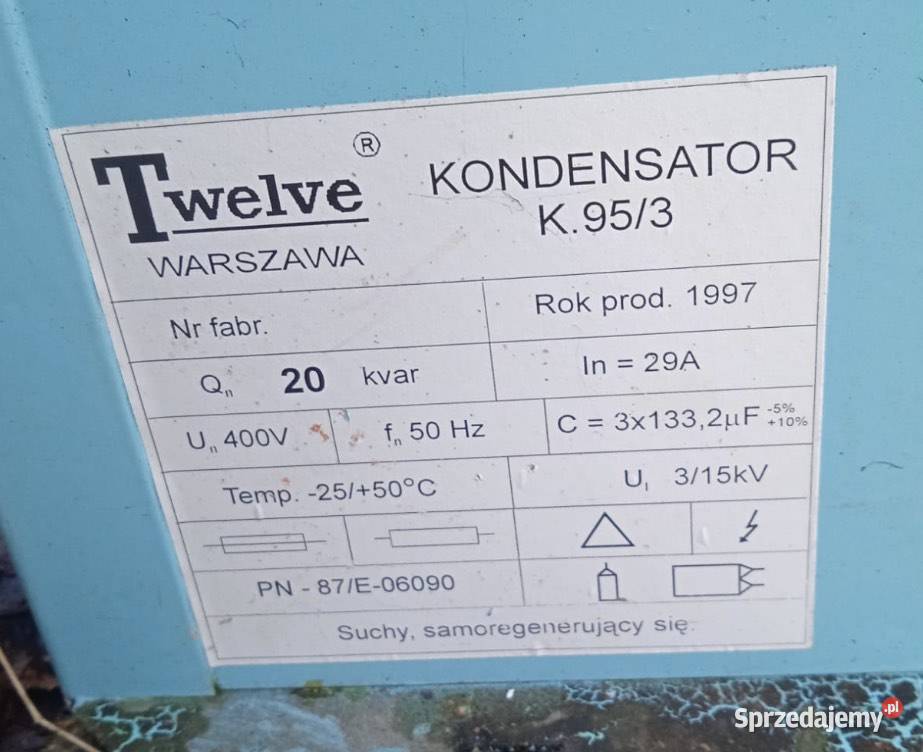 Twelve ®
WARSZAWA
KONDENSATOR
K.95/3
Nr fabr.
Rok prod. 1997
Qn 20 kvar
In = 29A
Un 400V
fn 50 Hz
C = 3x133,2µF -5% +10%
Temp. -25/+50°C
UI 3/15kV
PN - 87/E-06090
Suchy, samoregenerujący się.
Sprzedajemy.pl